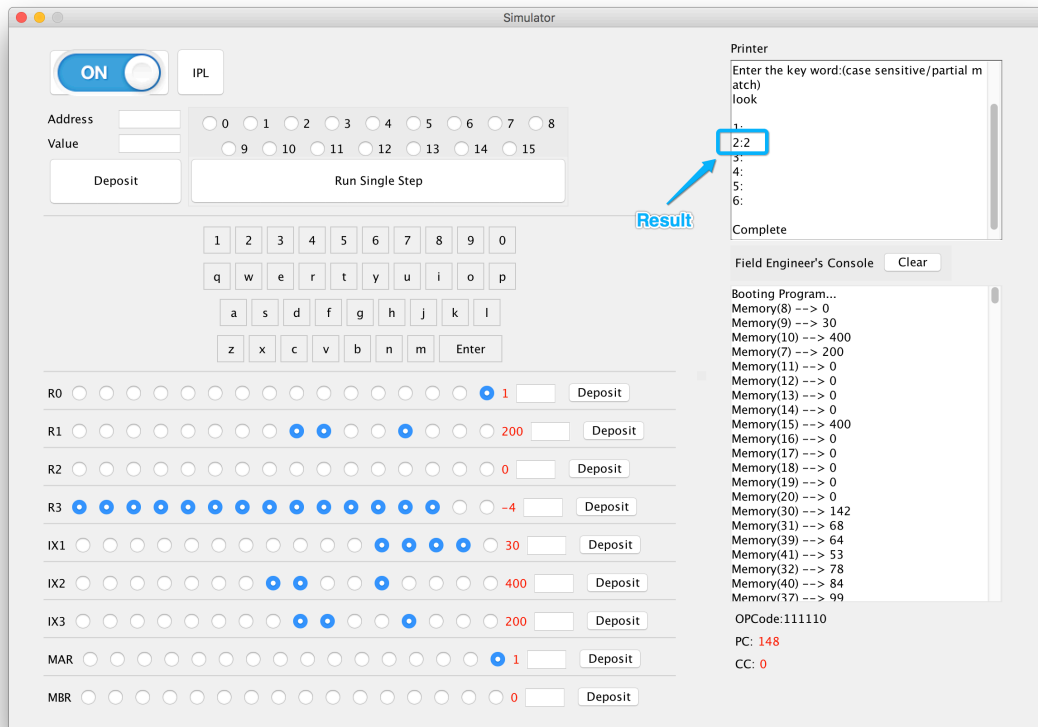 Simulator
ON
IPL
Address
Value
0 1 2 3 4 5 6 7 8
9 10 11 12 13 14 15
Deposit
Run Single Step
1 2 3 4 5 6 7 8 9 0
q w e r t y u i o p
a s d f g h j k l
z x c v b n m Enter
R0 1 Deposit
R1 200 Deposit
R2 0 Deposit
R3 -4 Deposit
IX1 30 Deposit
IX2 400 Deposit
IX3 200 Deposit
MAR 1 Deposit
MBR 0 Deposit
Printer
Enter the key word:(case sensitive/partial m
atch)
look
1:
2:2
3:
4:
5:
6:
Complete
Result
Field Engineer's Console Clear
Booting Program...
Memory(8) --> 0
Memory(9) --> 30
Memory(10) --> 400
Memory(7) --> 200
Memory(11) --> 0
Memory(12) --> 0
Memory(13) --> 0
Memory(14) --> 0
Memory(15) --> 400
Memory(16) --> 0
Memory(17) --> 0
Memory(18) --> 0
Memory(19) --> 0
Memory(20) --> 0
Memory(30) --> 142
Memory(31) --> 68
Memory(39) --> 64
Memory(41) --> 53
Memory(32) --> 78
Memory(40) --> 84
Memory(37) --> 99
OPCode:111110
PC: 148
CC: 0